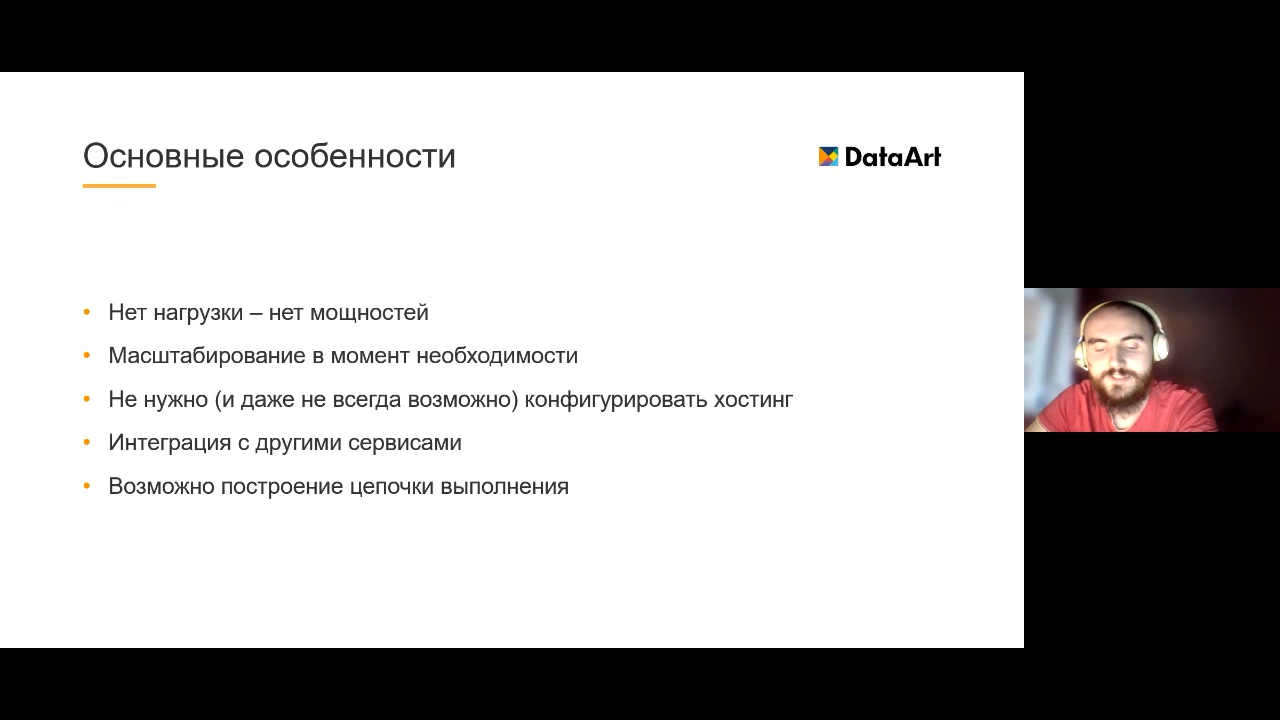 Основные особенности
DataArt
Нет нагрузки – нет мощностей
Масштабирование в момент необходимости
Не нужно (и даже не всегда возможно) конфигурировать хостинг
Интеграция с другими сервисами
Возможно построение цепочки выполнения